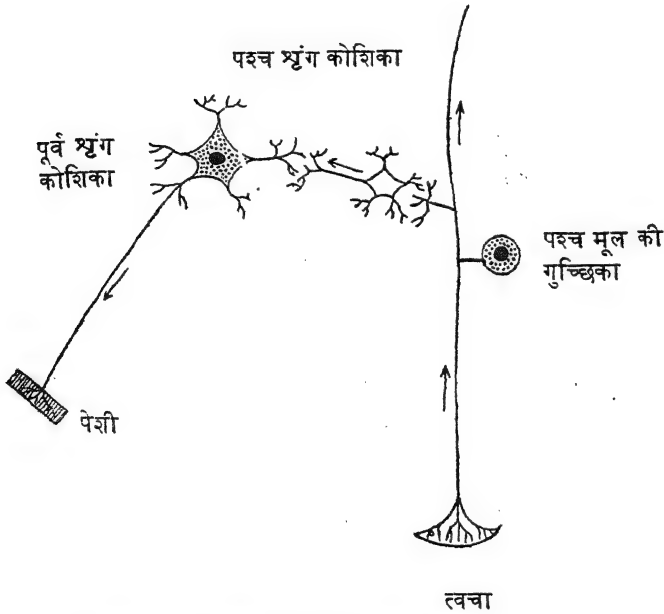 पश्च शृंग कोशिका
पूर्व शृंग
कोशिका
पश्च मूल की
गुच्छिका
पेशी
त्वचा